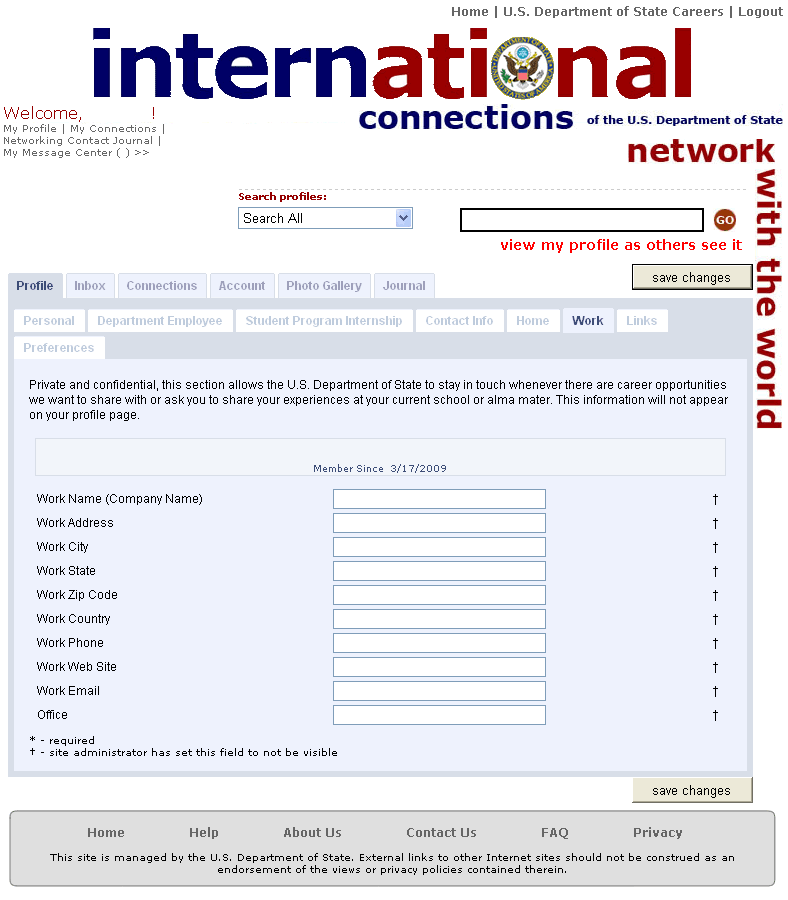 Home | U.S. Department of State Careers | Logout
international
connections of the U.S. Department of State
network
with the world
Welcome, !
My Profile | My Connections |
Networking Contact Journal |
My Message Center ( ) >>
Search profiles:
Search All
GO
view my profile as others see it
save changes
Profile Inbox Connections Account Photo Gallery Journal
Personal Department Employee Student Program Internship Contact Info Home Work Links
Preferences
Private and confidential, this section allows the U.S. Department of State to stay in touch whenever there are career opportunities
we want to share with or ask you to share your experiences at your current school or alma mater. This information will not appear
on your profile page.
Member Since 3/17/2009
Work Name (Company Name) †
Work Address †
Work City †
Work State †
Work Zip Code †
Work Country †
Work Phone †
Work Web Site †
Work Email †
Office †
* - required
† - site administrator has set this field to not be visible
save changes
Home Help About Us Contact Us FAQ Privacy
This site is managed by the U.S. Department of State. External links to other Internet sites should not be construed as an
endorsement of the views or privacy policies contained therein.